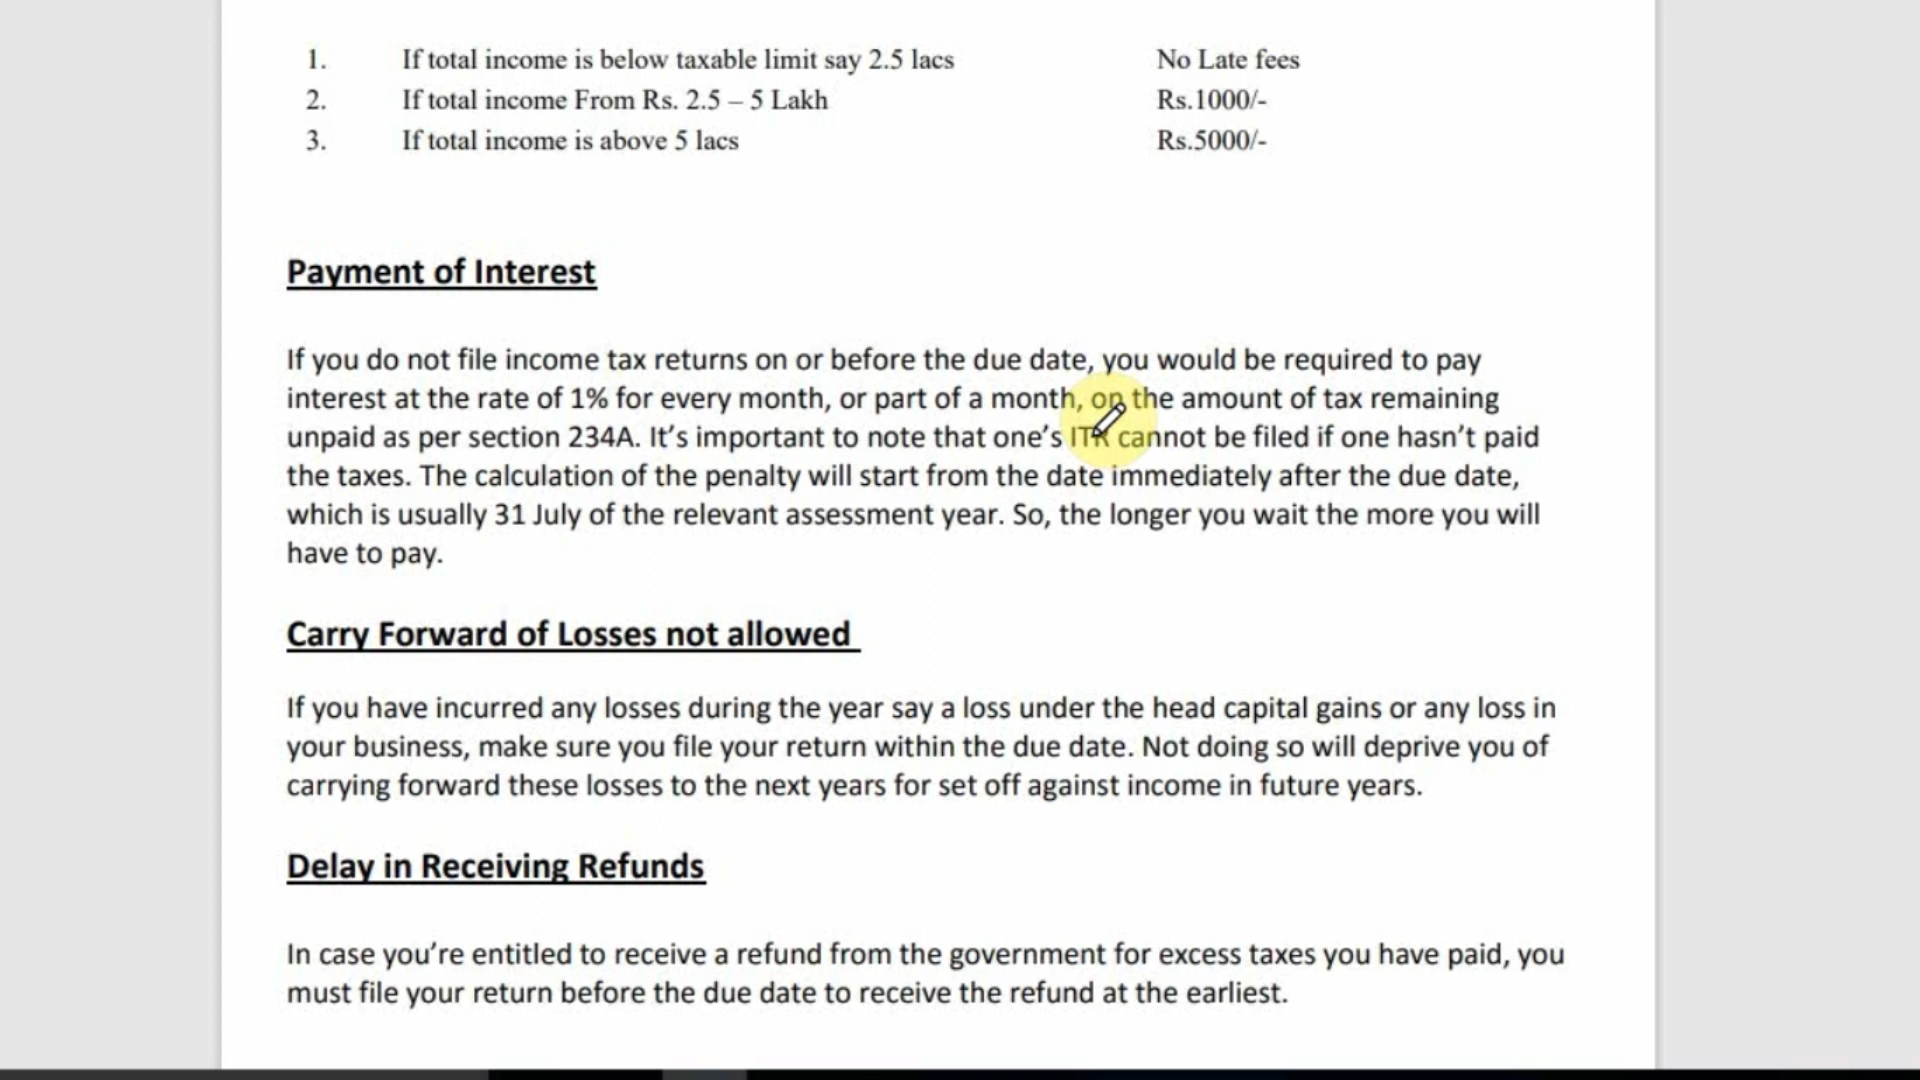 1. If total income is below taxable limit say 2.5 lacs No Late fees
2. If total income From Rs. 2.5 – 5 Lakh Rs.1000/-
3. If total income is above 5 lacs Rs.5000/-
Payment of Interest
If you do not file income tax returns on or before the due date, you would be required to pay
interest at the rate of 1% for every month, or part of a month, on the amount of tax remaining
unpaid as per section 234A. It’s important to note that one’s ITR cannot be filed if one hasn’t paid
the taxes. The calculation of the penalty will start from the date immediately after the due date,
which is usually 31 July of the relevant assessment year. So, the longer you wait the more you will
have to pay.
Carry Forward of Losses not allowed
If you have incurred any losses during the year say a loss under the head capital gains or any loss in
your business, make sure you file your return within the due date. Not doing so will deprive you of
carrying forward these losses to the next years for set off against income in future years.
Delay in Receiving Refunds
In case you’re entitled to receive a refund from the government for excess taxes you have paid, you
must file your return before the due date to receive the refund at the earliest.